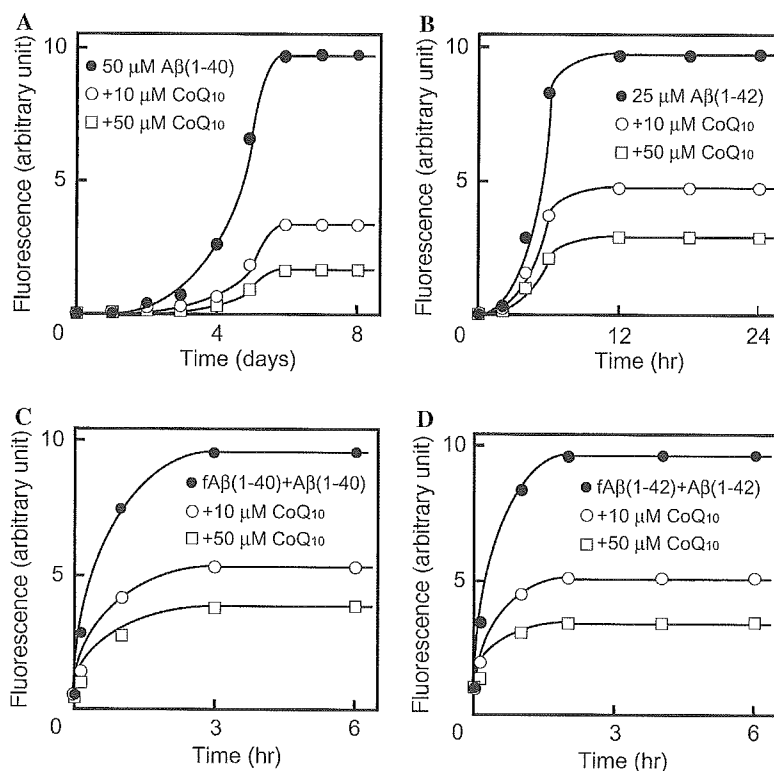 A
Fluorescence (arbitrary unit)
10
5
0
50 μM Aβ(1-40)
+10 μM CoQ₁₀
+50 μM CoQ₁₀
4
8
Time (days)
B
Fluorescence (arbitrary unit)
10
5
0
25 μM Aβ(1-42)
+10 μM CoQ₁₀
+50 μM CoQ₁₀
12
24
Time (hr)
C
Fluorescence (arbitrary unit)
10
5
0
fAβ(1-40)+Aβ(1-40)
+10 μM CoQ₁₀
+50 μM CoQ₁₀
3
6
Time (hr)
D
Fluorescence (arbitrary unit)
10
5
0
fAβ(1-42)+Aβ(1-42)
+10 μM CoQ₁₀
+50 μM CoQ₁₀
3
6
Time (hr)